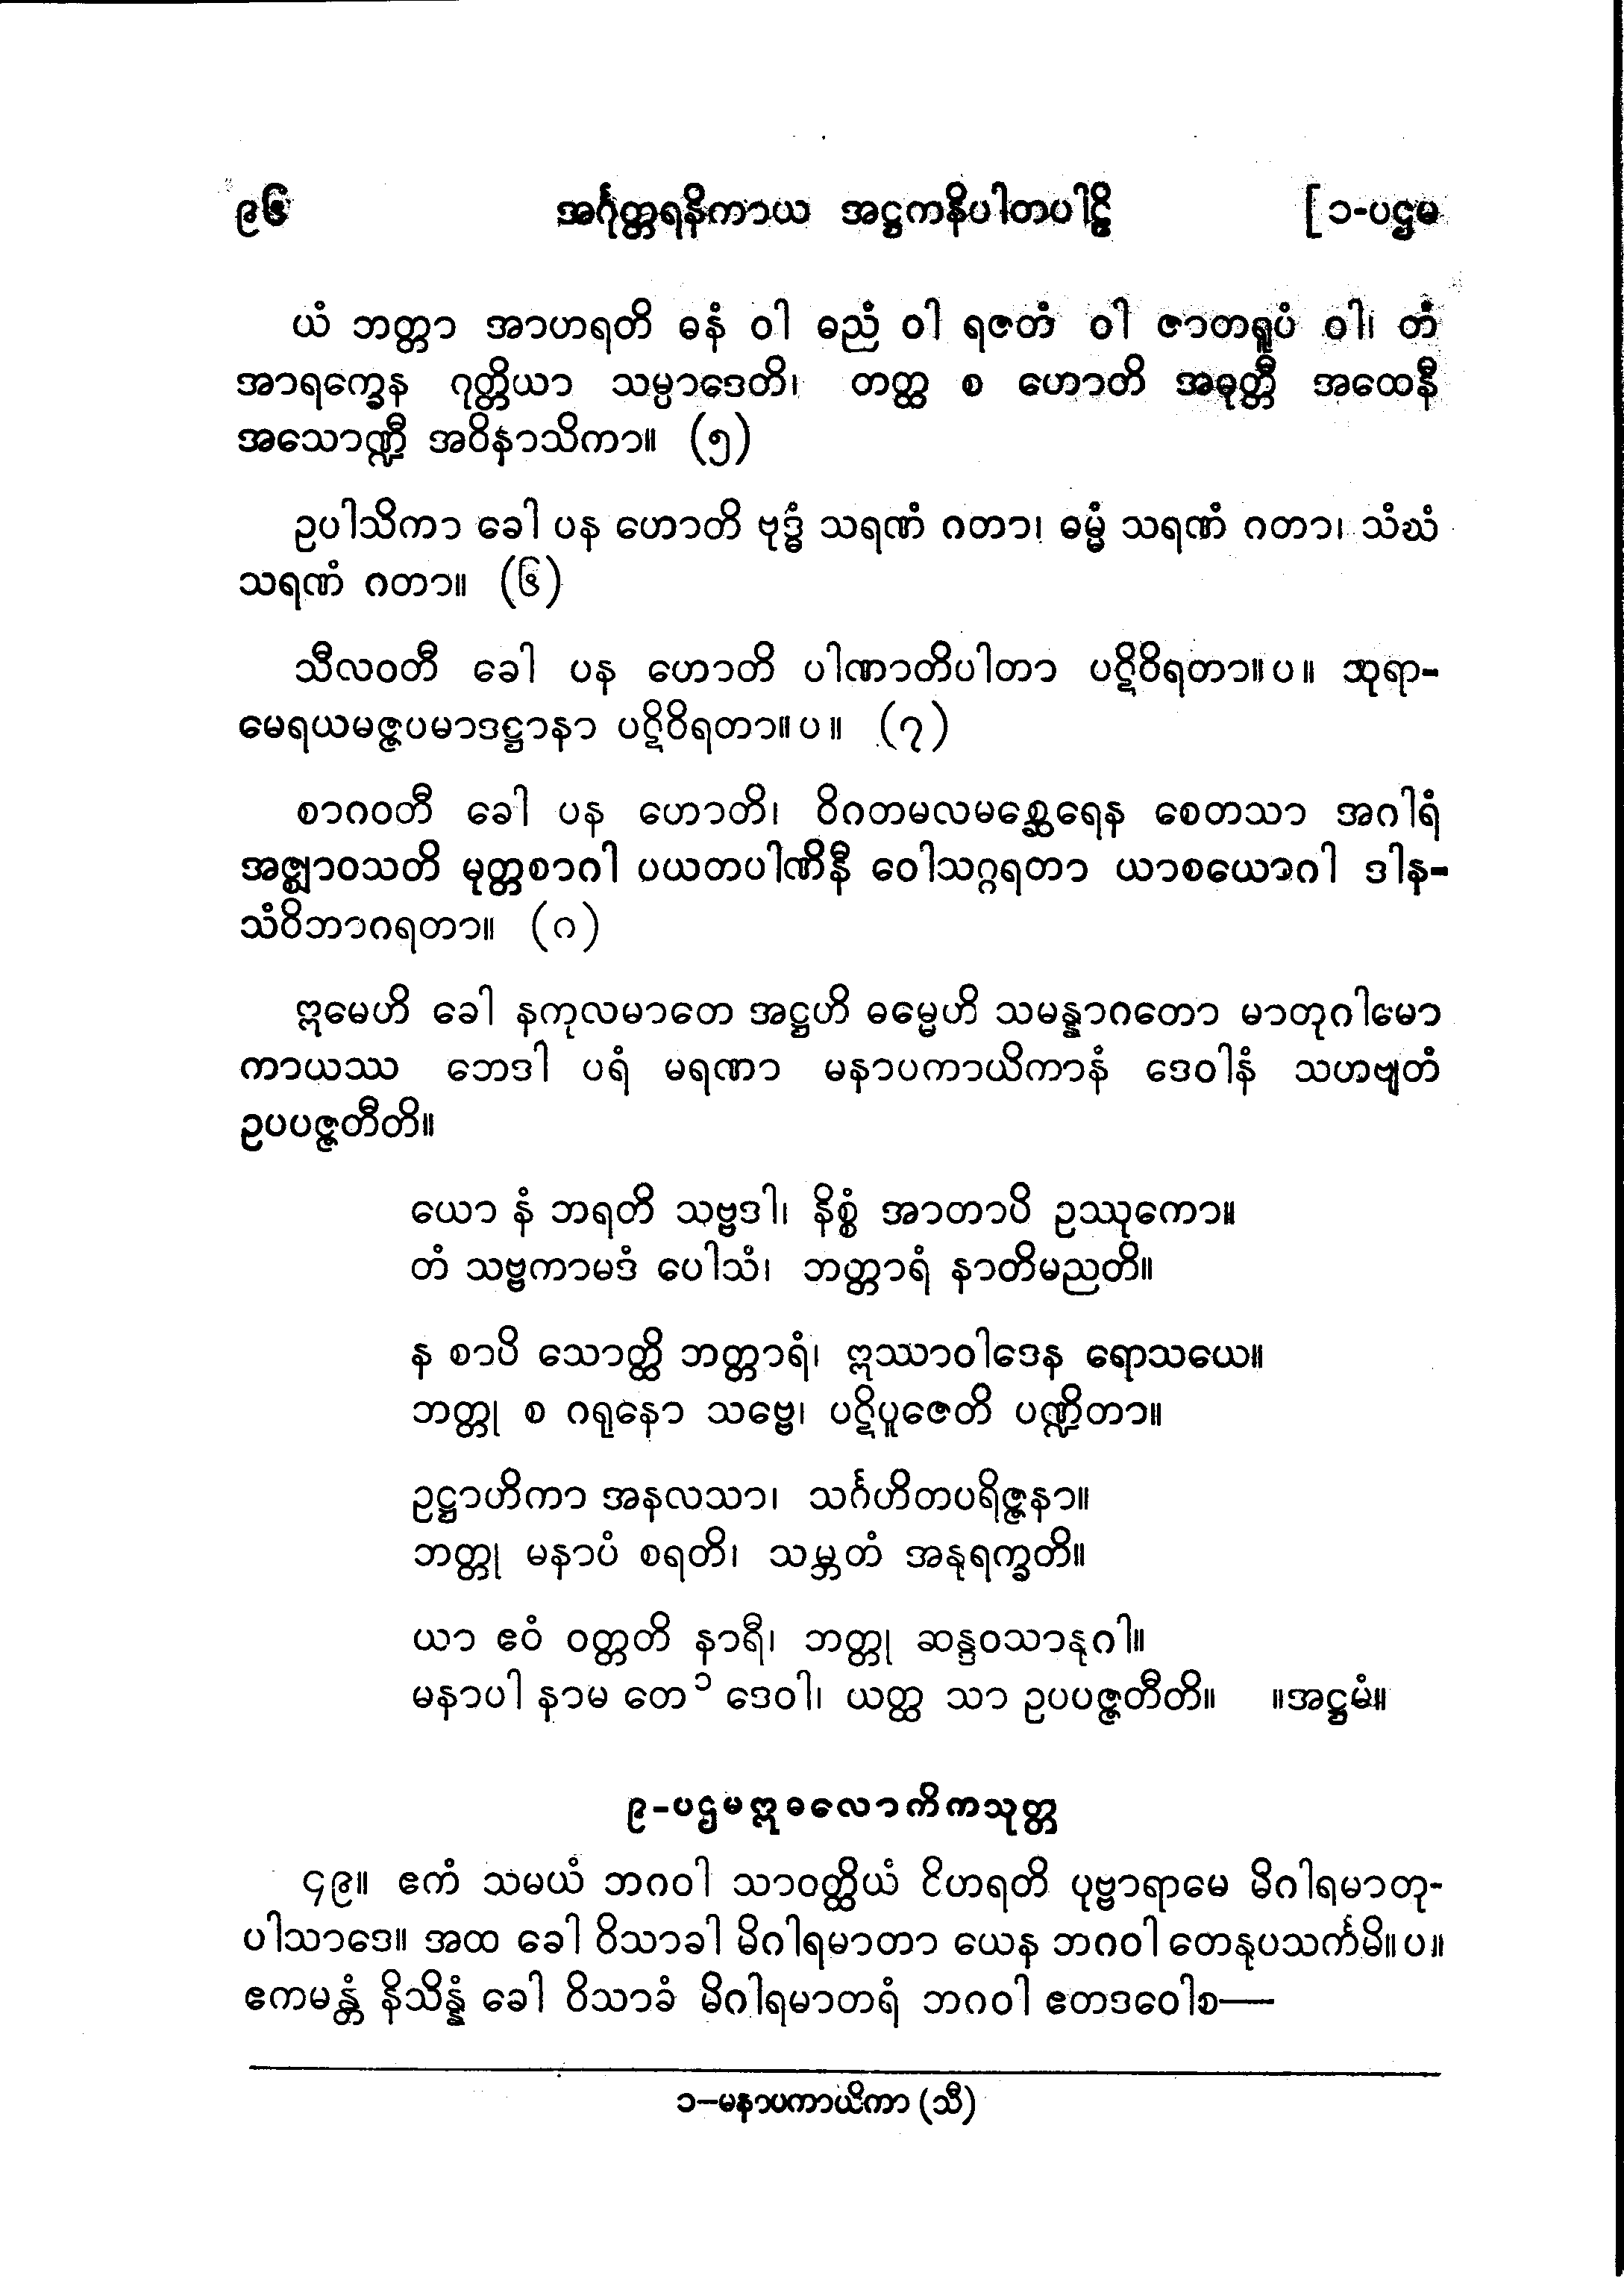 ၉၆ အင်္ဂုတ္တရနိကာယ အဋ္ဌကနိပါတပါဠိ [ ၁-ပဌမ
ယံ ဘတ္တာ အာဟရတိ ဓနံ ဝါ ဓညံ ဝါ ရဇတံ ဝါ ဇာတရူပံ ဝါ၊ တံ
အာရက္ခေန ဂုတ္တိယာ သမ္ပာဒေတိ၊ တတ္ထ စ ဟောတိ အဓုတ္တီ အထေနီ
အသောဏ္ဍီ အဝိနာသိကာ။ (၅)
ဥပါသိကာ ခေါ ပန ဟောတိ ဗုဒ္ဓံ သရဏံ ဂတာ၊ ဓမ္မံ သရဏံ ဂတာ၊ သံဃံ
သရဏံ ဂတာ။ (၆)
သီလဝတီ ခေါ ပန ဟောတိ ပါဏာတိပါတာ ပဋိဝိရတာ။ပ။ သုရာ-
မေရယမဇ္ဇပမာဒဋ္ဌာနာ ပဋိဝိရတာ။ပ။ (၇)
စာဂဝတီ ခေါ ပန ဟောတိ၊ ဝိဂတမလမစ္ဆေရေန စေတသာ အဂါရံ
အဇ္ဈာဝသတိ မုတ္တစာဂါ ပယတပါဏိနီ ဝေါသဂ္ဂရတာ ယာစယောဂါ ဒါန-
သံဝိဘာဂရတာ။ (၈)
ဣမေဟိ ခေါ နကုလမာတေ အဋ္ဌဟိ ဓမ္မေဟိ သမန္နာဂတော မာတုဂါမော
ကာယဿ ဘေဒါ ပရံ မရဏာ မနာပကာယိကာနံ ဒေဝါနံ သဟဗျတံ
ဥပပဇ္ဇတီတိ။
ယော နံ ဘရတိ သဗ္ဗဒါ၊ နိစ္စံ အာတာပိ ဥဿုကော။
တံ သဗ္ဗကာမဒံ ပေါသံ၊ ဘတ္တာရံ နာတိမညတိ။
န စာပိ သောတ္ထိ ဘတ္တာရံ၊ ဣဿာဝါဒေန ရောသယေ။
ဘတ္တု စ ဂရုနော သဗ္ဗေ၊ ပဋိပူဇေတိ ပဏ္ဍိတာ။
ဥဋ္ဌာဟိကာ အနလသာ၊ သင်္ဂဟိတပရိဇ္ဇနာ။
ဘတ္တု မနာပံ စရတိ၊ သမ္ဘတံ အနုရက္ခတိ။
ယာ ဧဝံ ဝတ္တတိ နာရီ၊ ဘတ္တု ဆန္ဒဝသာနုဂါ။
မနာပါ နာမ တေ ၁ ဒေဝါ၊ ယတ္ထ သာ ဥပပဇ္ဇတီတိ။ ။အဋ္ဌမံ။
၉-ပဌမဣဓလောကိကသုတ္တ
၄၉။ ဧကံ သမယံ ဘဂဝါ သာဝတ္ထိယံ ဝိဟရတိ ပုဗ္ဗာရာမေ မိဂါရမာတု-
ပါသာဒေ။ အထ ခေါ ဝိသာခါ မိဂါရမာတာ ယေန ဘဂဝါ တေနုပသင်္ကမိ။ပ။
ဧကမန္တံ နိသိန္နံ ခေါ ဝိသာခံ မိဂါရမာတရံ ဘဂဝါ ဧတဒဝေါစ—
၁—မနာပကာယိကာ (သီ)